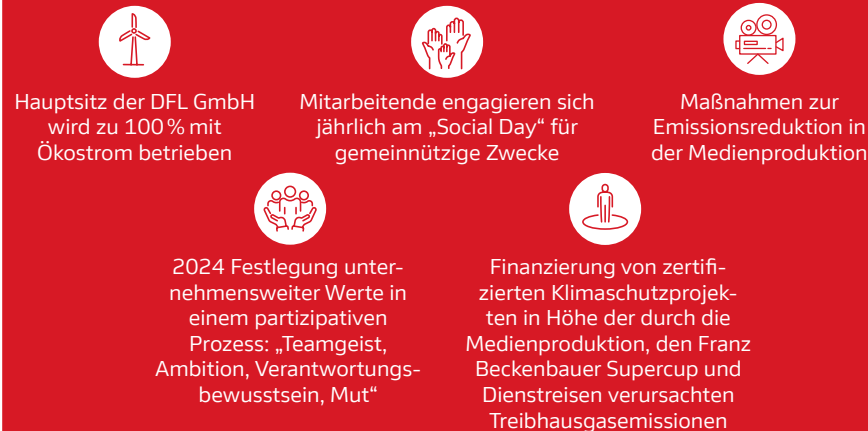 Hauptsitz der DFL GmbH
wird zu 100 % mit
Ökostrom betrieben
Mitarbeitende engagieren sich
jährlich am „Social Day“ für
gemeinnützige Zwecke
Maßnahmen zur
Emissionsreduktion in
der Medienproduktion
2024 Festlegung unter-
nehmensweiter Werte in
einem partizipativen
Prozess: „Teamgeist,
Ambition, Verantwortungs-
bewusstsein, Mut“
Finanzierung von zertifi-
zierten Klimaschutzprojek-
ten in Höhe der durch die
Medienproduktion, den Franz
Beckenbauer Supercup und
Dienstreisen verursachten
Treibhausgasemissionen